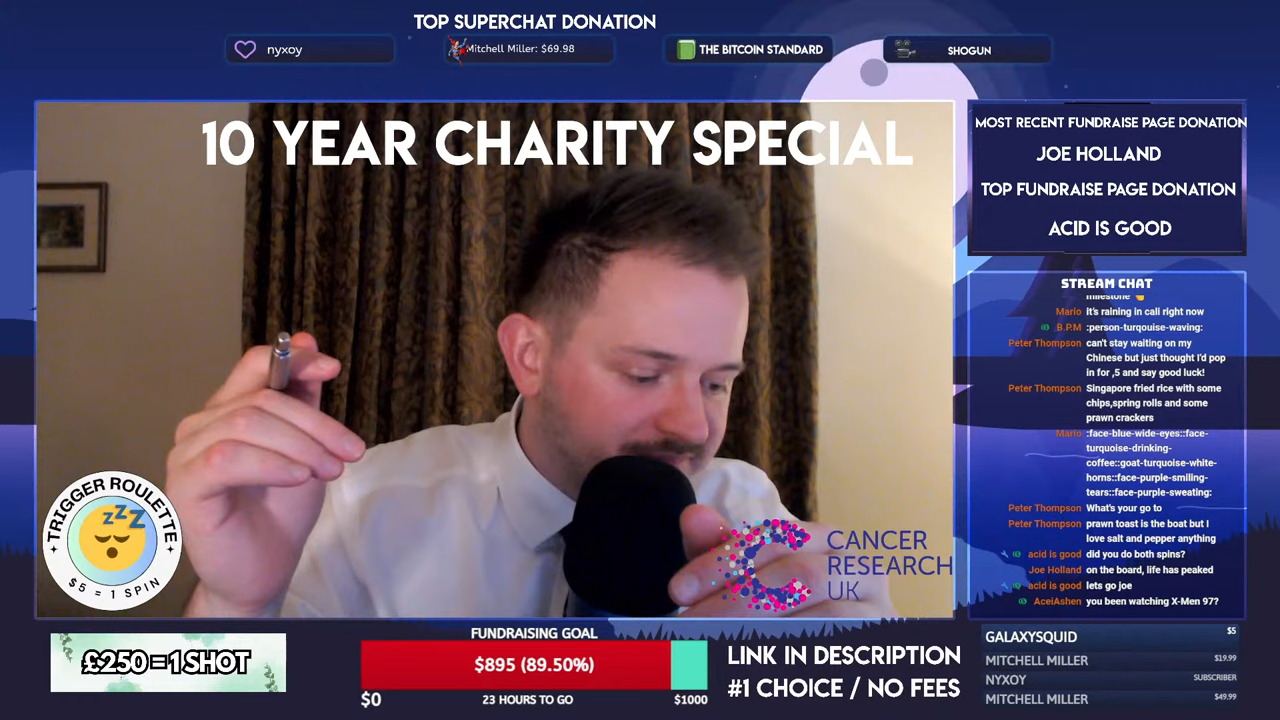 TOP SUPERCHAT DONATION
nyxoy
Mitchell Miller: $69.98
THE BITCOIN STANDARD
SHOGUN
10 YEAR CHARITY SPECIAL
MOST RECENT FUNDRAISE PAGE DONATION
JOE HOLLAND
TOP FUNDRAISE PAGE DONATION
ACID IS GOOD
STREAM CHAT
milestone
Mario it's raining in call right now
B.P.M :person-turqouise-waving:
Peter Thompson can't stay waiting on my
Chinese but just thought I'd pop
in for ,5 and say good luck!
Peter Thompson Singapore fried rice with some
chips,spring rolls and some
prawn crackers
Mario :face-blue-wide-eyes::face-
turquoise-drinking-
coffee::goat-turquoise-white-
horns::face-purple-smiling-
tears::face-purple-sweating:
Peter Thompson What's your go to
Peter Thompson prawn toast is the boat but I
love salt and pepper anything
acid is good did you do both spins?
Joe Holland on the board, life has peaked
acid is good lets go joe
AceiAshen you been watching X-Men 97?
TRIGGER ROULETTE
zzZ
$5 = 1 SPIN
CANCER
RESEARCH
UK
£250 = 1 SHOT
FUNDRAISING GOAL
$895 (89.50%)
$0
23 HOURS TO GO
$1000
LINK IN DESCRIPTION
#1 CHOICE / NO FEES
GALAXYSQUID $5
MITCHELL MILLER $19.99
NYXOY SUBSCRIBER
MITCHELL MILLER $49.99